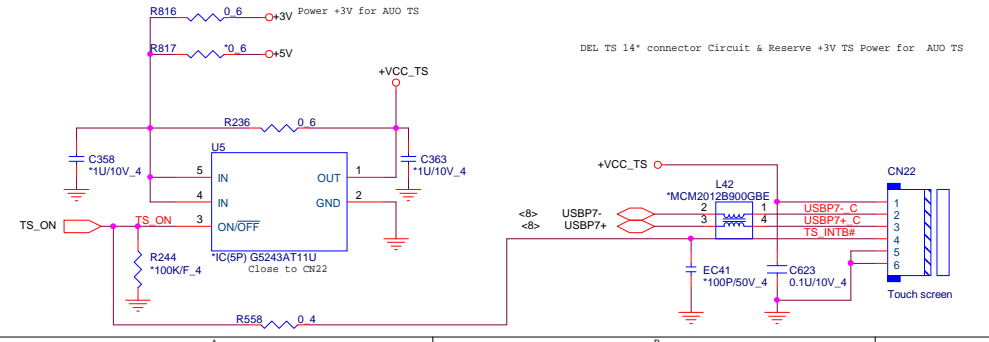 R816 0_6 +3V Power +3V for AUO TS
R817 *0_6 +5V
DEL TS 14" connector Circuit & Reserve +3V TS Power for AUO TS
+VCC_TS
R236 0_6
U5
C358
*1U/10V_4
5 IN OUT 1
4 IN GND 2
3 ON/OFF
C363
*1U/10V_4
TS_ON TS_ON
*IC(5P) G5243AT11U
Close to CN22
R244
*100K/F_4
R558 0_4
+VCC_TS
L42
*MCM2012B900GBE
CN22
<8> USBP7- 2 1 USBP7-_C
<8> USBP7+ 3 4 USBP7+_C
TS_INTB#
1
2
3
4
5
6
EC41
*100P/50V_4
C623
0.1U/10V_4
Touch screen